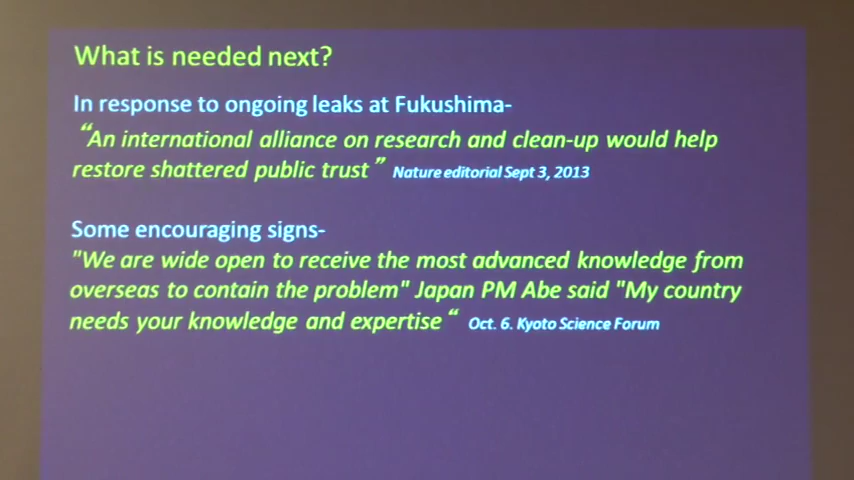 What is needed next?
In response to ongoing leaks at Fukushima-
“An international alliance on research and clean-up would help
restore shattered public trust” Nature editorial Sept 3, 2013
Some encouraging signs-
"We are wide open to receive the most advanced knowledge from
overseas to contain the problem" Japan PM Abe said "My country
needs your knowledge and expertise “ Oct. 6. Kyoto Science Forum